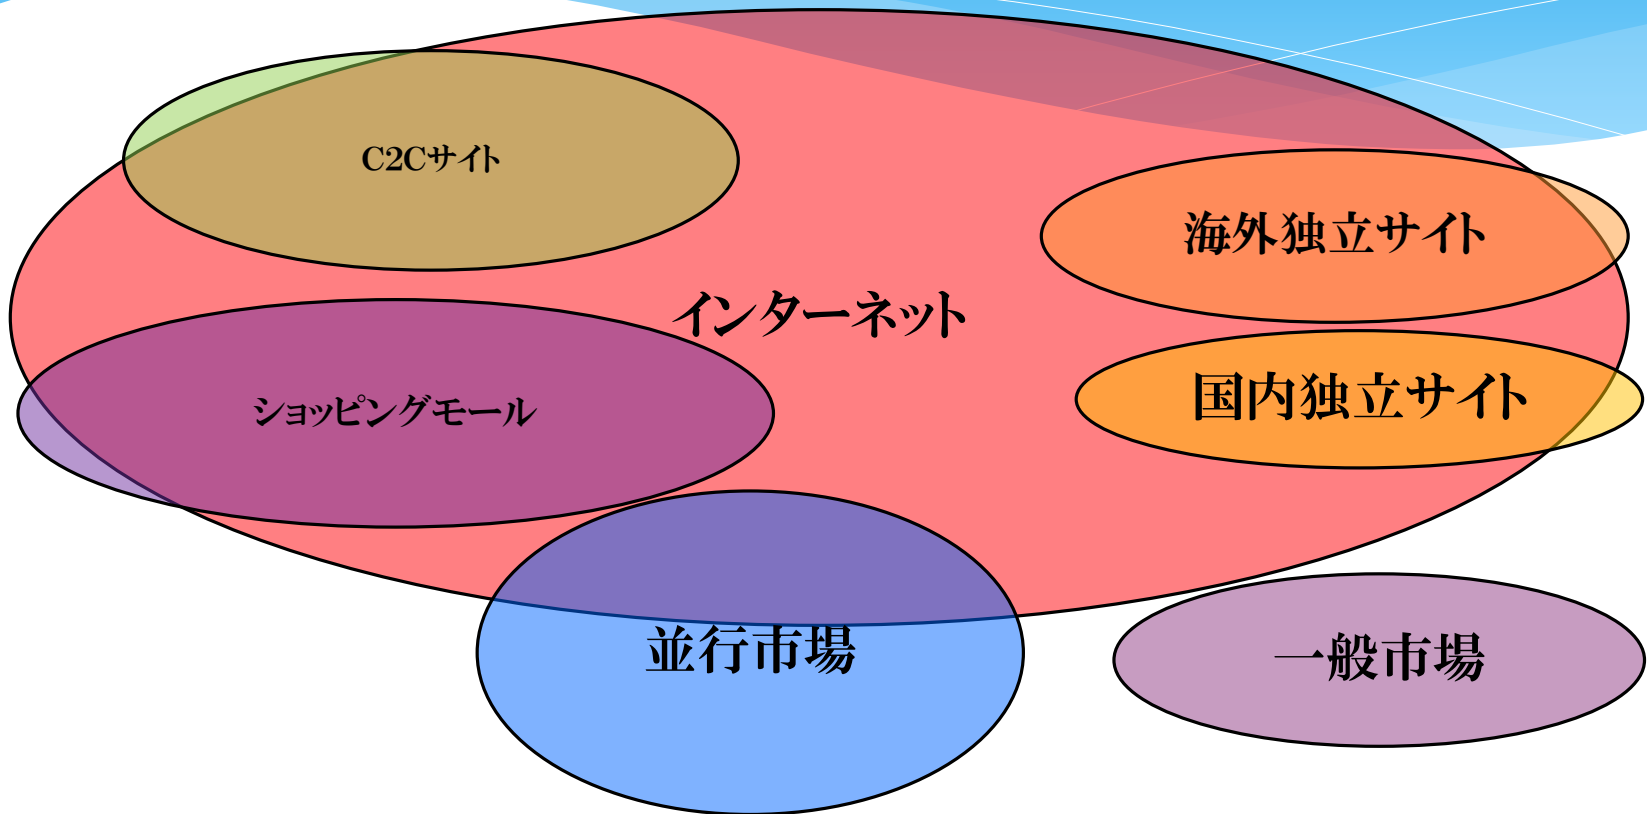 C2Cサイト
海外独立サイト
インターネット
国内独立サイト
ショッピングモール
並行市場
一般市場